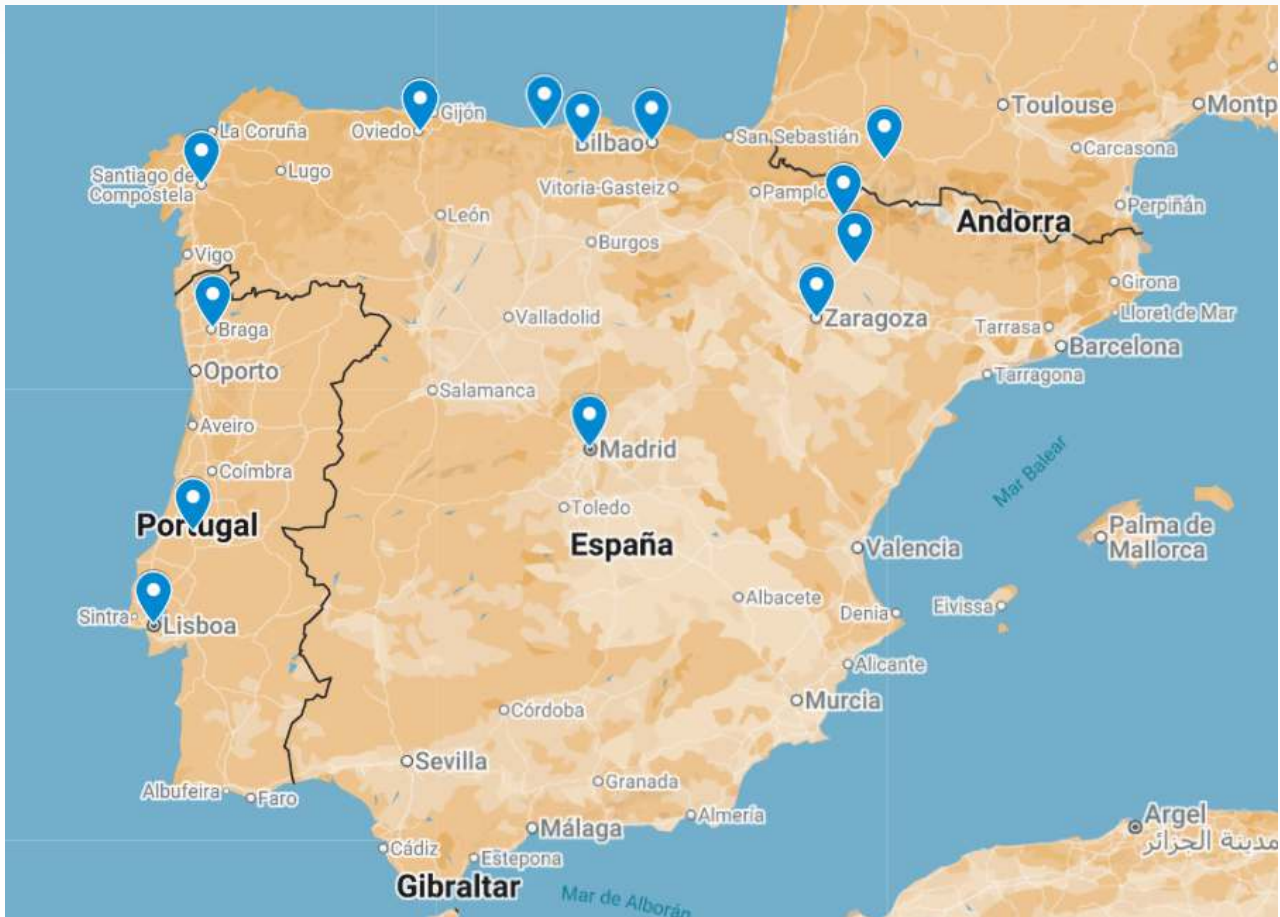 Gijón
Toulouse
Montp
La Coruña
Oviedo
Bilbao
San Sebastián
Carcasona
Santiago de
Compostela
Lugo
Vitoria-Gasteiz
Pamplo
Perpiñán
León
Andorra
Burgos
Vigo
Girona
Valladolid
Zaragoza
Lloret de Mar
Braga
Tarrasa
Barcelona
Oporto
Tarragona
Salamanca
Aveiro
Madrid
Mar Balear
Coímbra
Toledo
Portugal
Palma de
Mallorca
España
Valencia
Albacete
Eivissa
Sintra
Lisboa
Denia
Alicante
Murcia
Córdoba
Sevilla
Granada
Albufeira
Faro
Almería
Argel
Málaga
مدينة الجزائر
Cádiz
Estepona
Gibraltar
Mar de Alborán